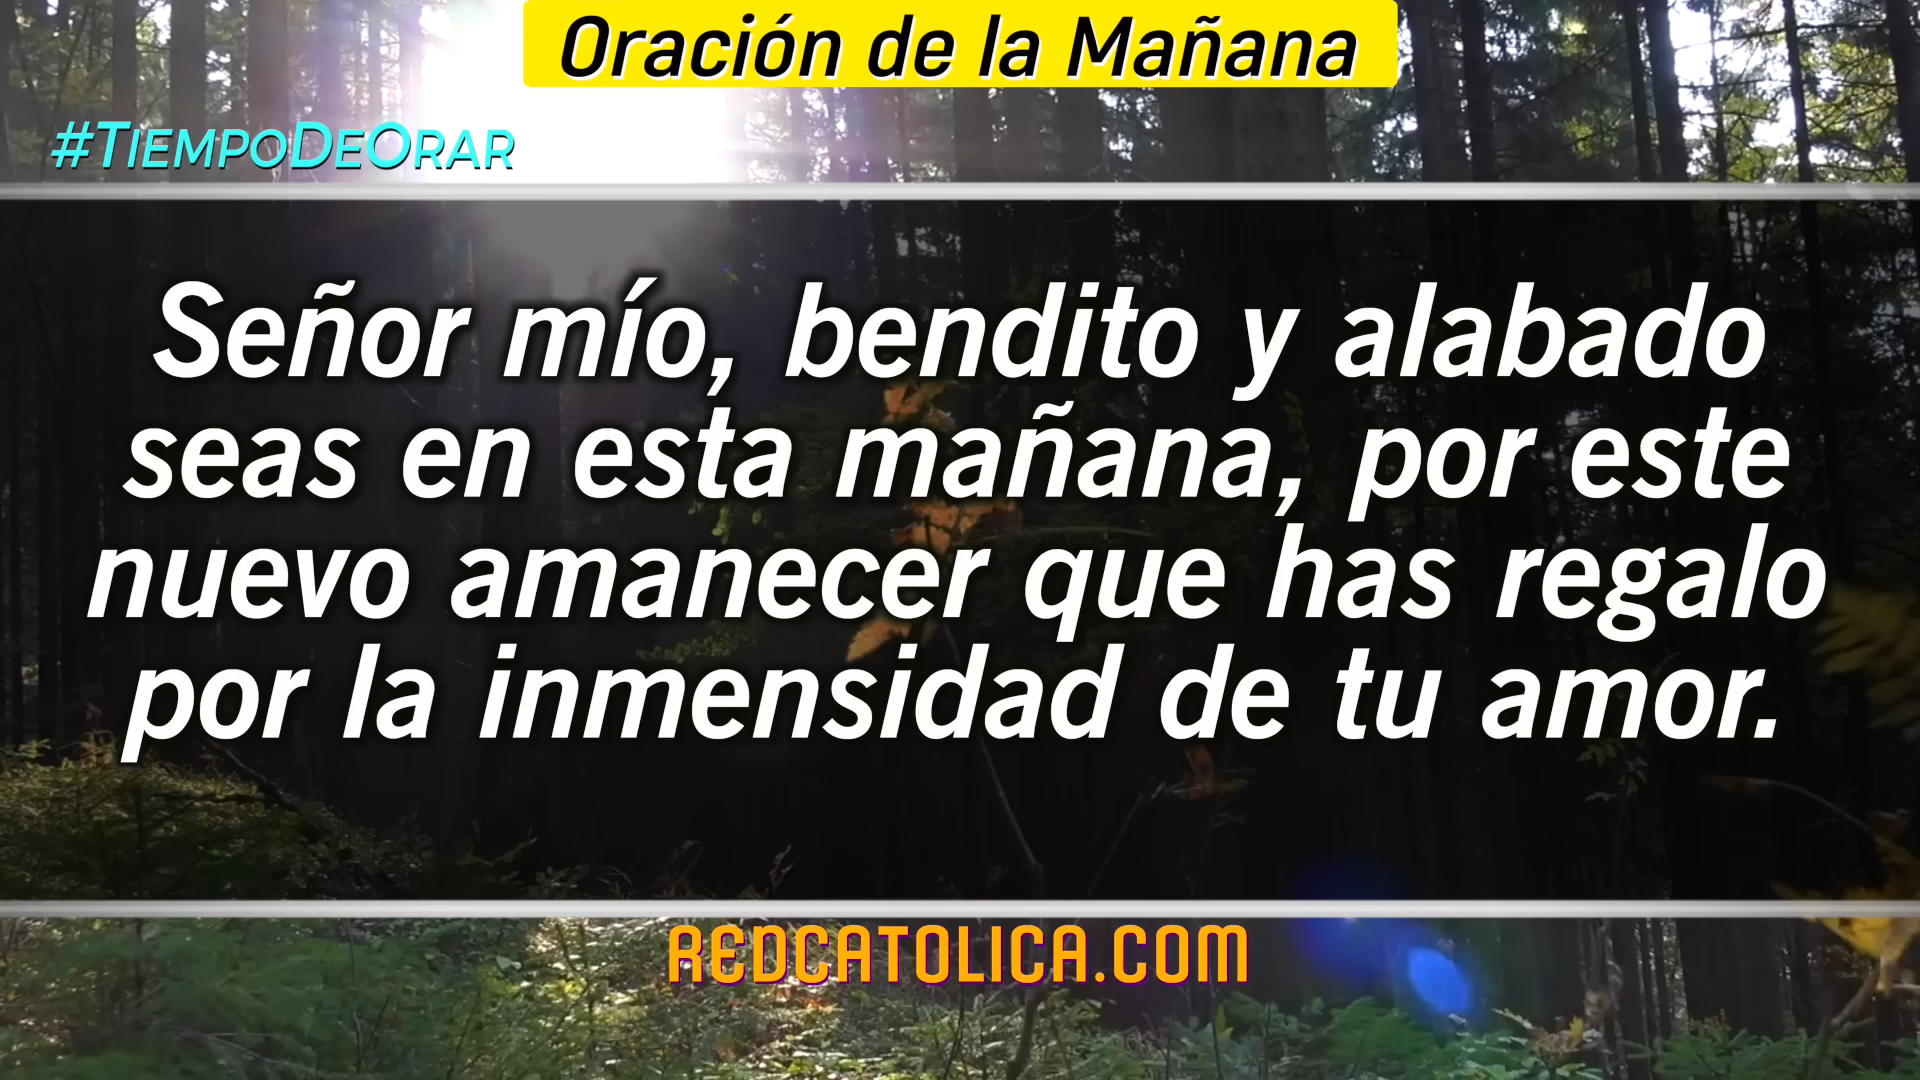 Oración de la Mañana
#TiempoDeOrar
Señor mío, bendito y alabado
seas en esta mañana, por este
nuevo amanecer que has regalo
por la inmensidad de tu amor.
REDCATOLICA.COM